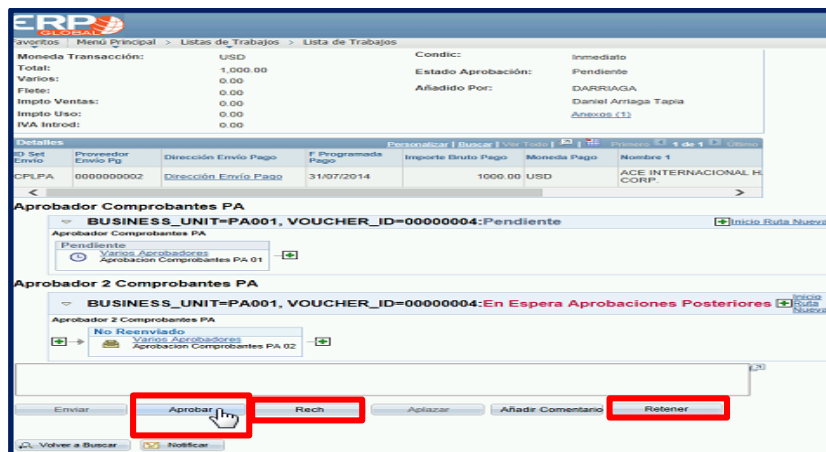 ERP
GLOBAL
Favoritos Menú Principal > Listas de Trabajos > Lista de Trabajos
Moneda Transacción: USD Condic: Inmediato
Total: 1,000.00 Estado Aprobación: Pendiente
Varios: 0.00
Flete: 0.00 Añadido Por: DARRIAGA
Impto Ventas: 0.00 Daniel Arriaga Tapia
Impto Uso: 0.00 Anexos (1)
IVA Introd: 0.00
Detalles Personalizar | Buscar | Ver Todo | Primero 1 de 1 Último
ID Set Envío Proveedor Envío Pg Dirección Envío Pago F Programada Pago Importe Bruto Pago Moneda Pago Nombre 1
CPLPA 0000000002 Dirección Envío Pago 31/07/2014 1000.00 USD ACE INTERNACIONAL H
CORP.
Aprobador Comprobantes PA
BUSINESS_UNIT=PA001, VOUCHER_ID=00000004:Pendiente Inicio Ruta Nueva
Aprobador Comprobantes PA
Pendiente
Varios Aprobadores
Aprobacion Comprobantes PA 01
Aprobador 2 Comprobantes PA
BUSINESS_UNIT=PA001, VOUCHER_ID=00000004:En Espera Aprobaciones Posteriores Inicio Ruta Nueva
Aprobador 2 Comprobantes PA
No Reenviado
Varios Aprobadores
Aprobacion Comprobantes PA 02
Enviar Aprobar Rech Aplazar Añadir Comentario Retener
Volver a Buscar Notificar